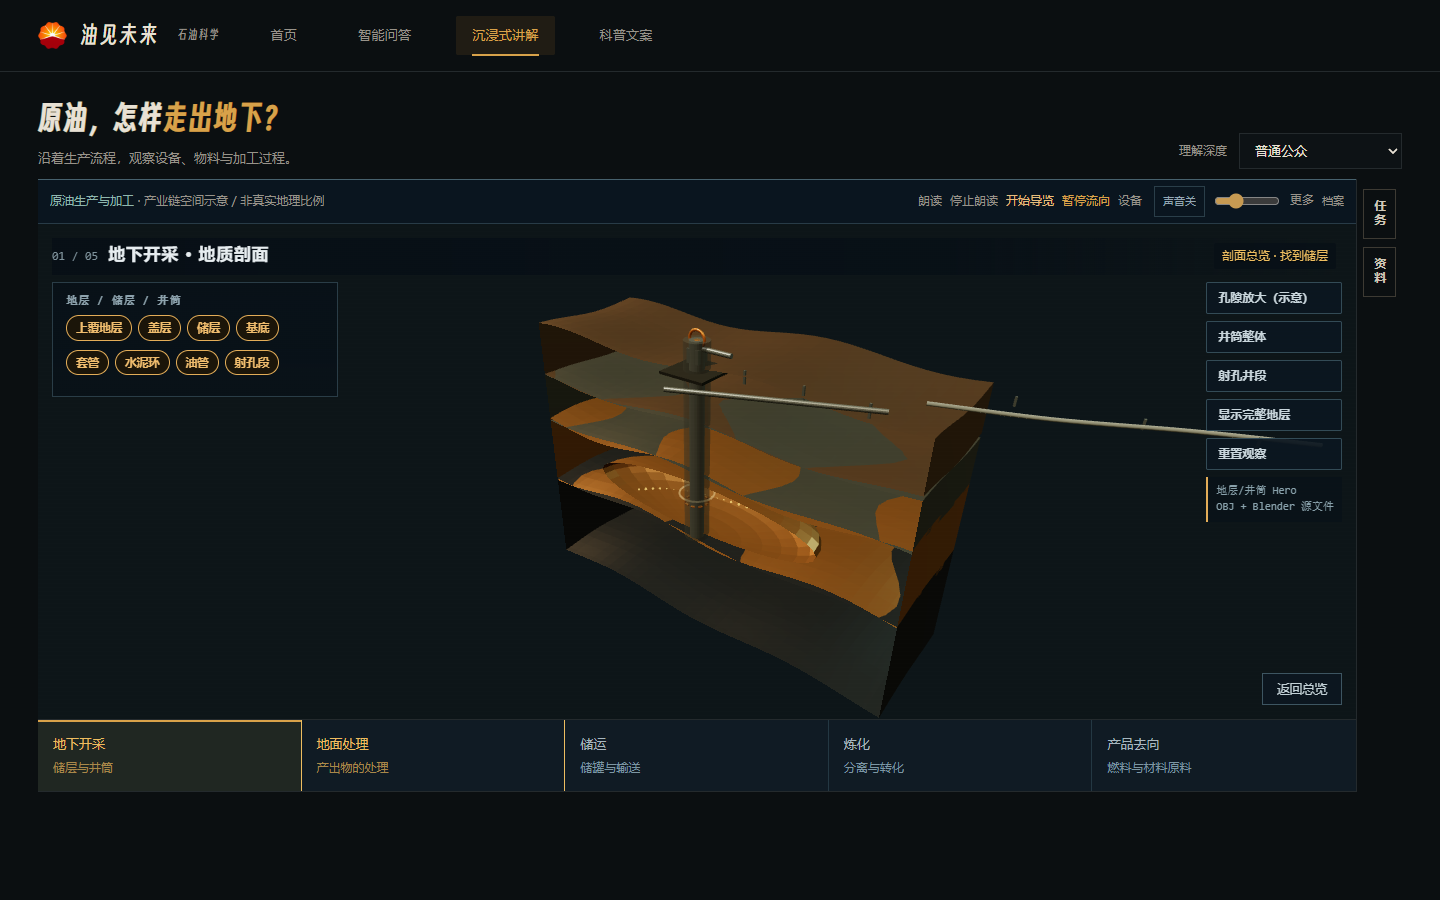 油见未来 石油科学 首页 智能问答 沉浸式讲解 科普文案
原油，怎样走出地下？
沿着生产流程，观察设备、物料与加工过程。
理解深度 普通公众
原油生产与加工 · 产业链空间示意 / 非真实地理比例
朗读 停止朗读 开始导览 暂停流向 设备 声音关 更多 档案
任务
资料
01 / 05 地下开采 • 地质剖面
剖面总览 · 找到储层
地层 / 储层 / 井筒
上覆地层 盖层 储层 基底
套管 水泥环 油管 射孔段
孔隙放大（示意）
井筒整体
射孔井段
显示完整地层
重置观察
地层/井筒 Hero
OBJ + Blender 源文件
返回总览
地下开采
储层与井筒
地面处理
产出物的处理
储运
储罐与输送
炼化
分离与转化
产品去向
燃料与材料原料